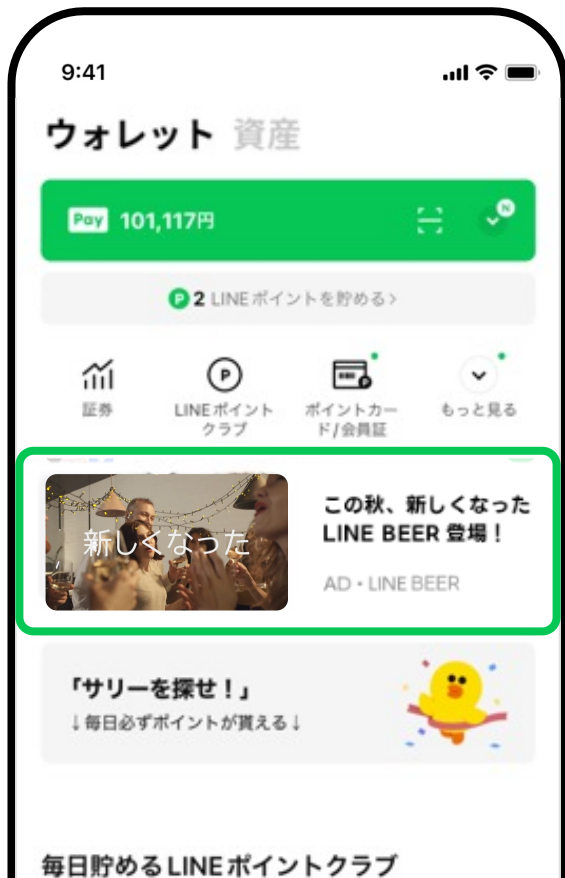 9:41
ウォレット 資産
Pay 101,117円
N
P 2 LINEポイントを貯める>
P
証券
LINEポイント
クラブ
ポイントカー
ド/会員証
もっと見る
新しくなった
この秋、新しくなった
LINE BEER 登場！
AD・LINE BEER
「サリーを探せ！」
↓毎日必ずポイントが貰える↓
毎日貯めるLINEポイントクラブ